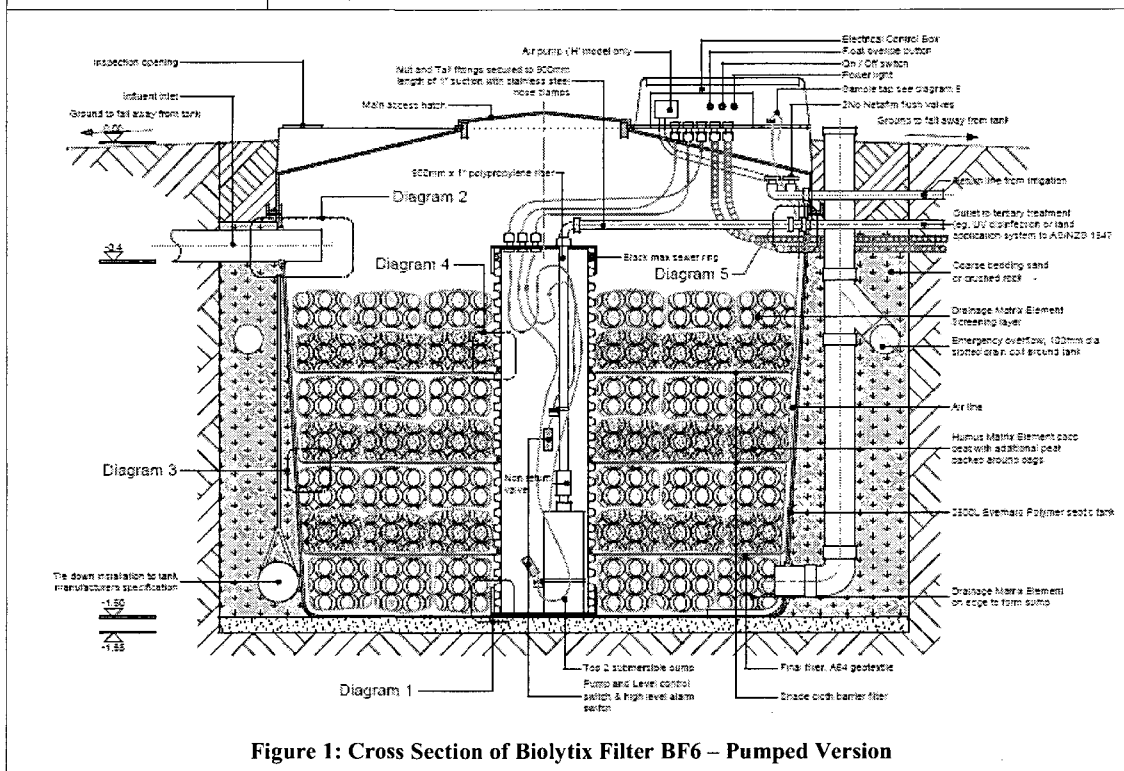 Inspection opening
Influent inlet
Ground to fall away from tank
0.00
Air pump ('H' model only
Nut and Tail fittings secured to 900mm
length of 1" suction with stainless steel
hose clamps
Main access hatch
Electrical Control Box
Float override button
On / Off switch
Power light
Sample tap see diagram 5
2No Netafim flush valves
Ground to fall away from tank
900mm x 1" polypropylene riser
Diagram 2
Return line from irrigation
Outlet to tertiary treatment
(eg. UV disinfection or land
application system to AS/NZS 1547
-0.4
Diagram 4
Black max sewer ring
Diagram 5
Coarse bedding sand
or crushed rock
Drainage Matrix Element
Screening layer
Emergency overflow, 100mm dia
slotted drain coil around tank
Air line
Diagram 3
Humus Matrix Element bags
peat with additional peat
packed around bags
Non return
valve
Polymer septic tank
Tie down installation to tank
manufacturers specification
Drainage Matrix Element
on edge to form sump
-1.50
-1.55
Top 2 submersible pump
Final filter, A64 geotextile
Diagram 1
Pump and Level control
switch & high level alarm
switch
Shade cloth barrier filter
Figure 1: Cross Section of Biolytix Filter BF6 – Pumped Version